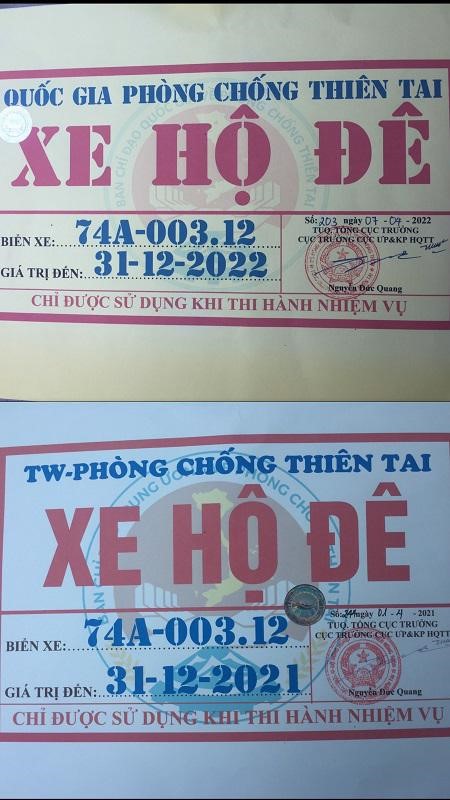 QUỐC GIA PHÒNG CHỐNG THIÊN TAI
XE HỘ ĐÊ
BIỂN XE: 74A-003.12
GIÁ TRỊ ĐẾN: 31-12-2022
Số: 203 ngày 07-04-2022
TUQ. TỔNG CỤC TRƯỞNG
CỤC TRƯỞNG CỤC UP&KP HQTT
Nguyễn Đức Quang
CHỈ ĐƯỢC SỬ DỤNG KHI THI HÀNH NHIỆM VỤ
TW-PHÒNG CHỐNG THIÊN TAI
XE HỘ ĐÊ
BIỂN XE: 74A-003.12
GIÁ TRỊ ĐẾN: 31-12-2021
Số: ngày 01-4-2021
TUQ. TỔNG CỤC TRƯỞNG
CỤC TRƯỞNG CỤC UP&KP HQTT
Nguyễn Đức Quang
CHỈ ĐƯỢC SỬ DỤNG KHI THI HÀNH NHIỆM VỤ